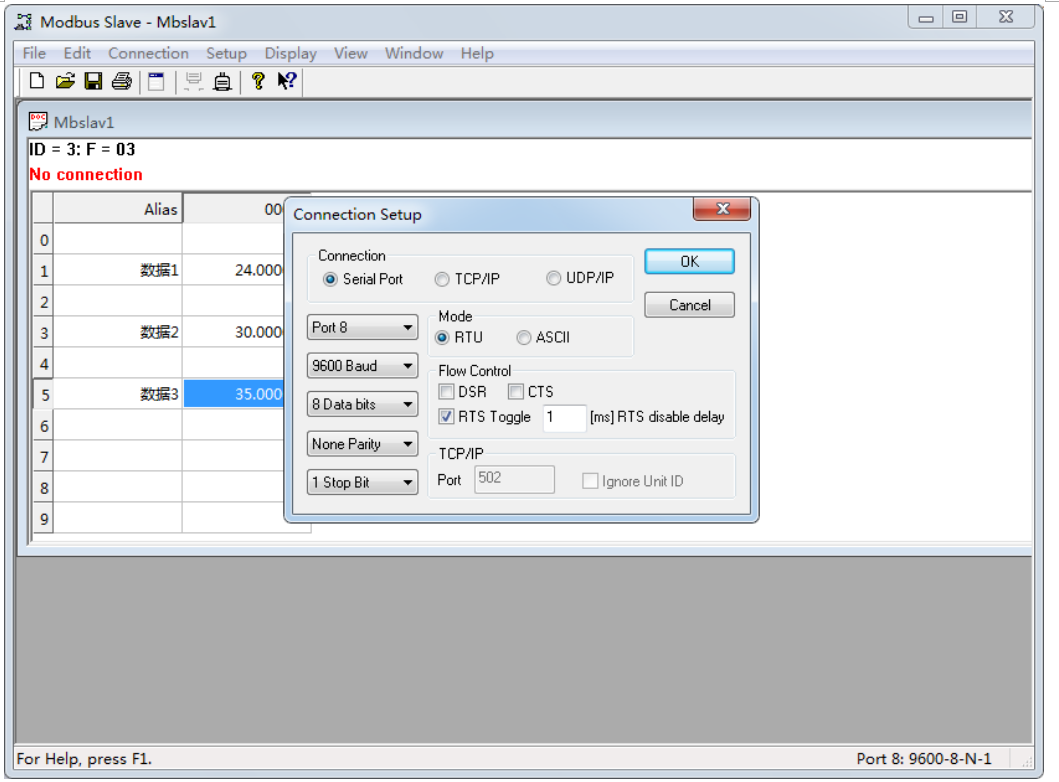 Modbus Slave - Mbslav1
File Edit Connection Setup Display View Window Help
Mbslav1
ID = 3: F = 03
No connection
Alias 000
0
1 数据1 24.0000
2
3 数据2 30.0000
4
5 数据3 35.000
6
7
8
9
Connection Setup
Connection
Serial Port TCP/IP UDP/IP
OK
Cancel
Port 8
9600 Baud
8 Data bits
None Parity
1 Stop Bit
Mode
RTU ASCII
Flow Control
DSR CTS
RTS Toggle 1 [ms] RTS disable delay
TCP/IP
Port 502 Ignore Unit ID
For Help, press F1.
Port 8: 9600-8-N-1